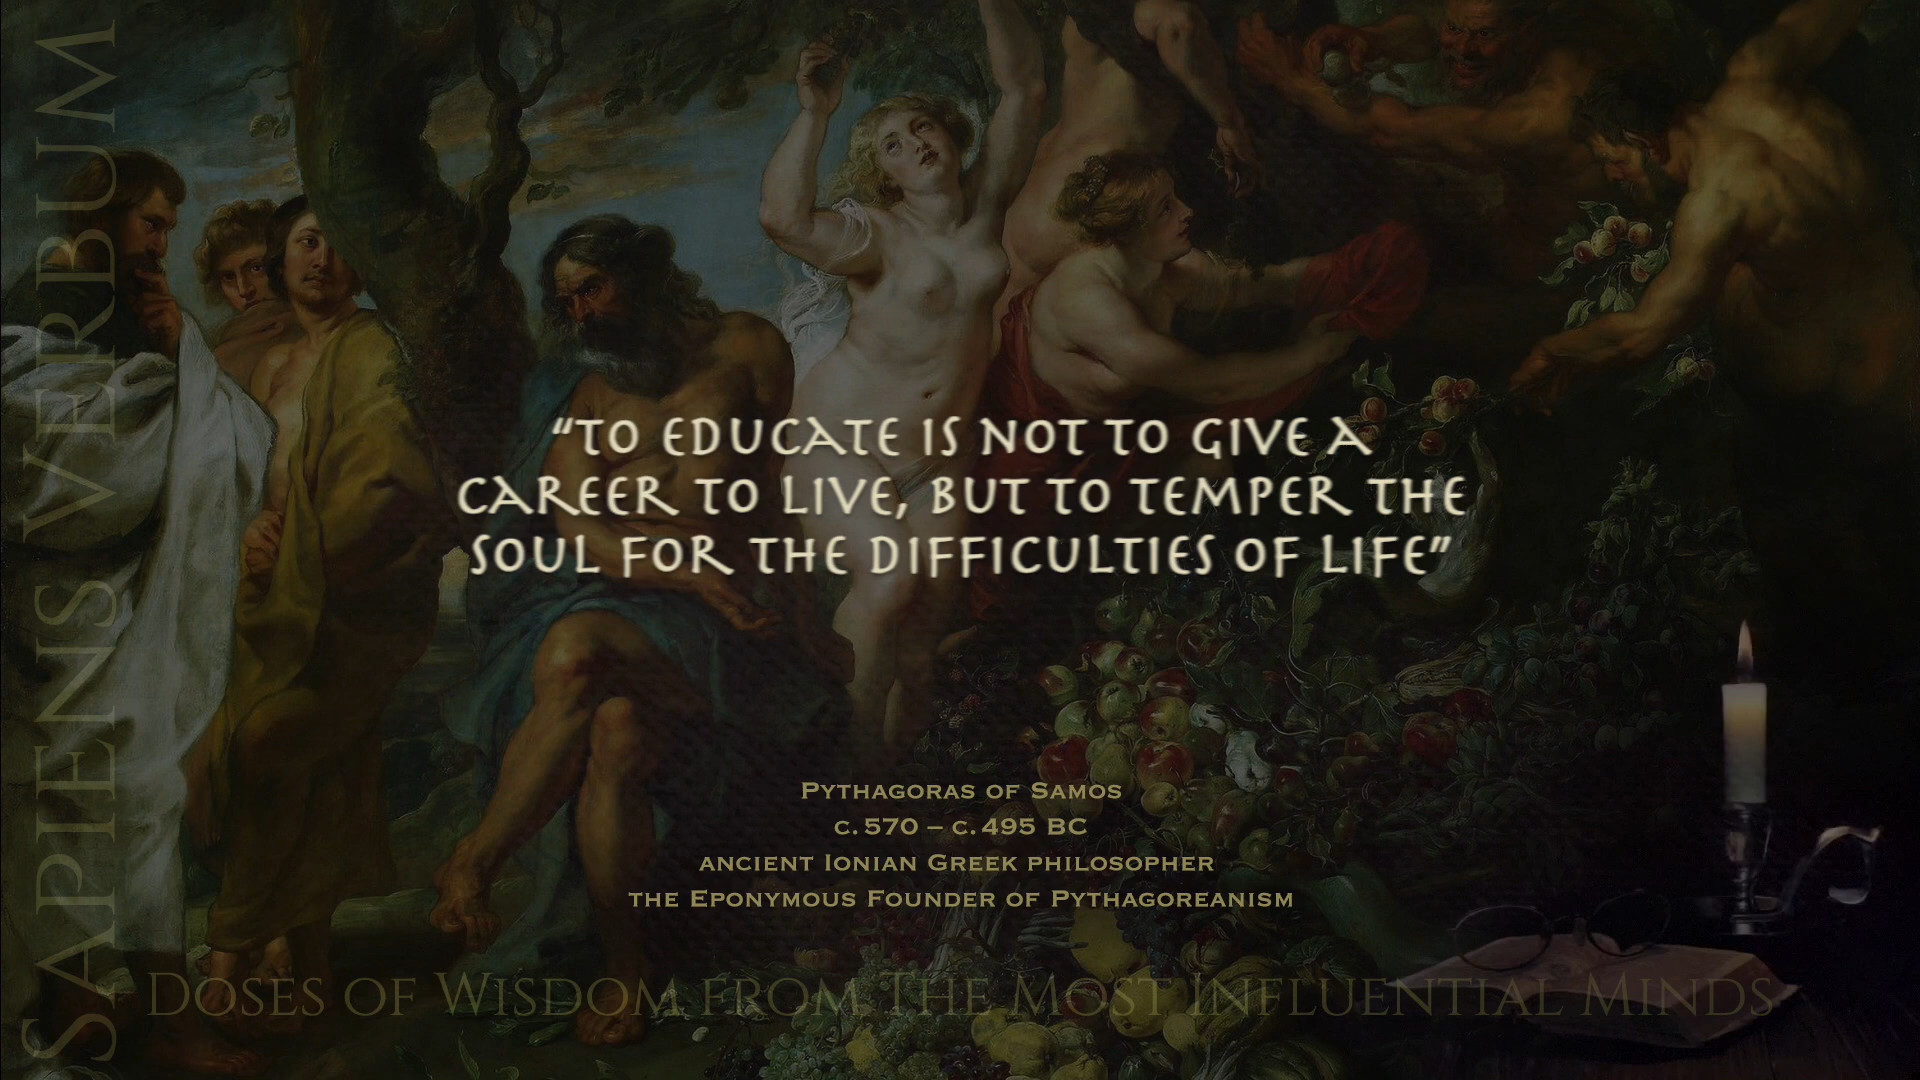 SAPIENS VERBUM
“TO EDUCATE IS NOT TO GIVE A
CAREER TO LIVE, BUT TO TEMPER THE
SOUL FOR THE DIFFICULTIES OF LIFE”
Pythagoras of Samos
c. 570 – c. 495 BC
ancient Ionian Greek philosopher
the Eponymous Founder of Pythagoreanism
Doses of Wisdom from The Most Influential Minds